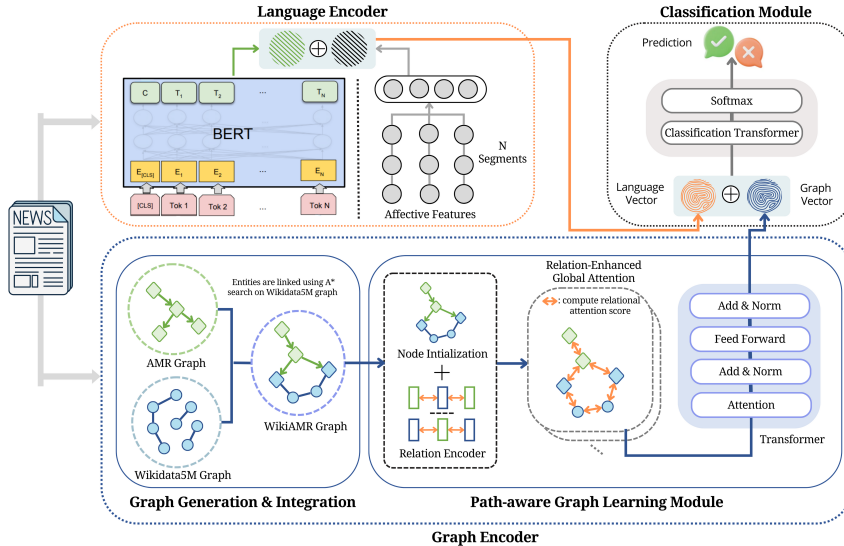 Language Encoder
Classification Module
Prediction
C
T1
T2
...
TN
BERT
E[CLS]
E1
E2
...
EN
[CLS]
Tok 1
Tok 2
...
Tok N
N
Segments
Affective Features
Softmax
Classification Transformer
Language
Vector
Graph
Vector
NEWS
Entities are linked using A*
search on Wikidata5M graph
AMR Graph
WikiAMR Graph
Wikidata5M Graph
Graph Generation & Integration
Node Intialization
Relation Encoder
Relation-Enhanced
Global Attention
: compute relational
attention score
Path-aware Graph Learning Module
Add & Norm
Feed Forward
Add & Norm
Attention
Transformer
Graph Encoder